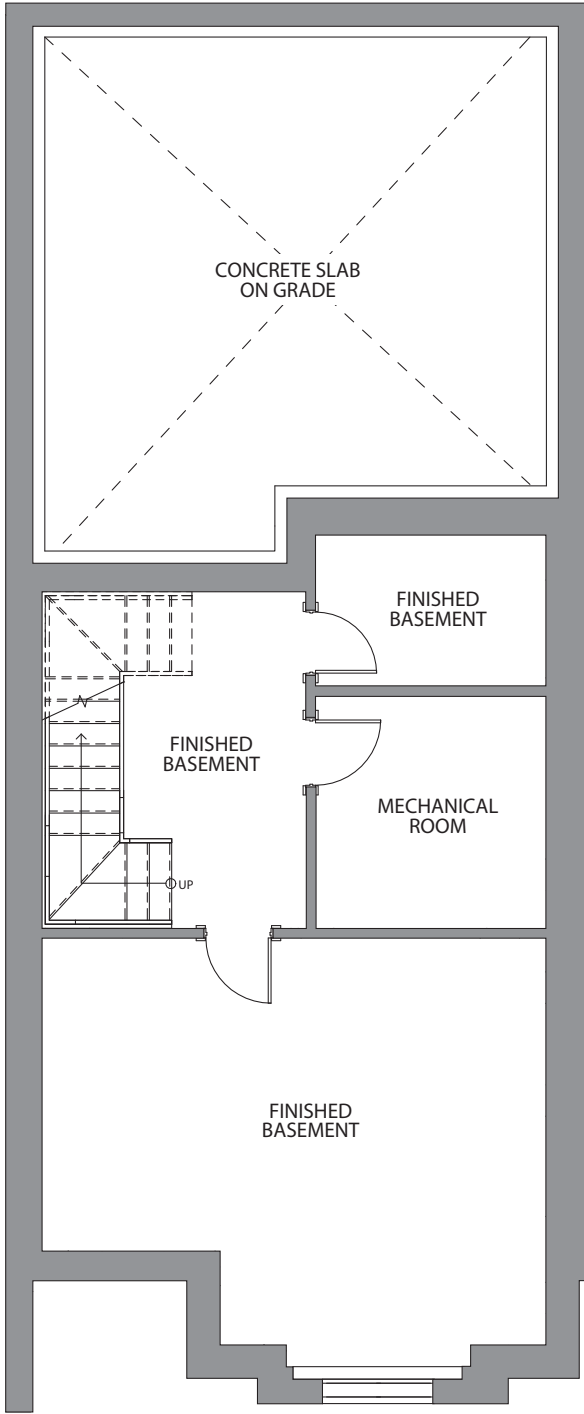 CONCRETE SLAB
ON GRADE
FINISHED
BASEMENT
FINISHED
BASEMENT
MECHANICAL
ROOM
UP
FINISHED
BASEMENT